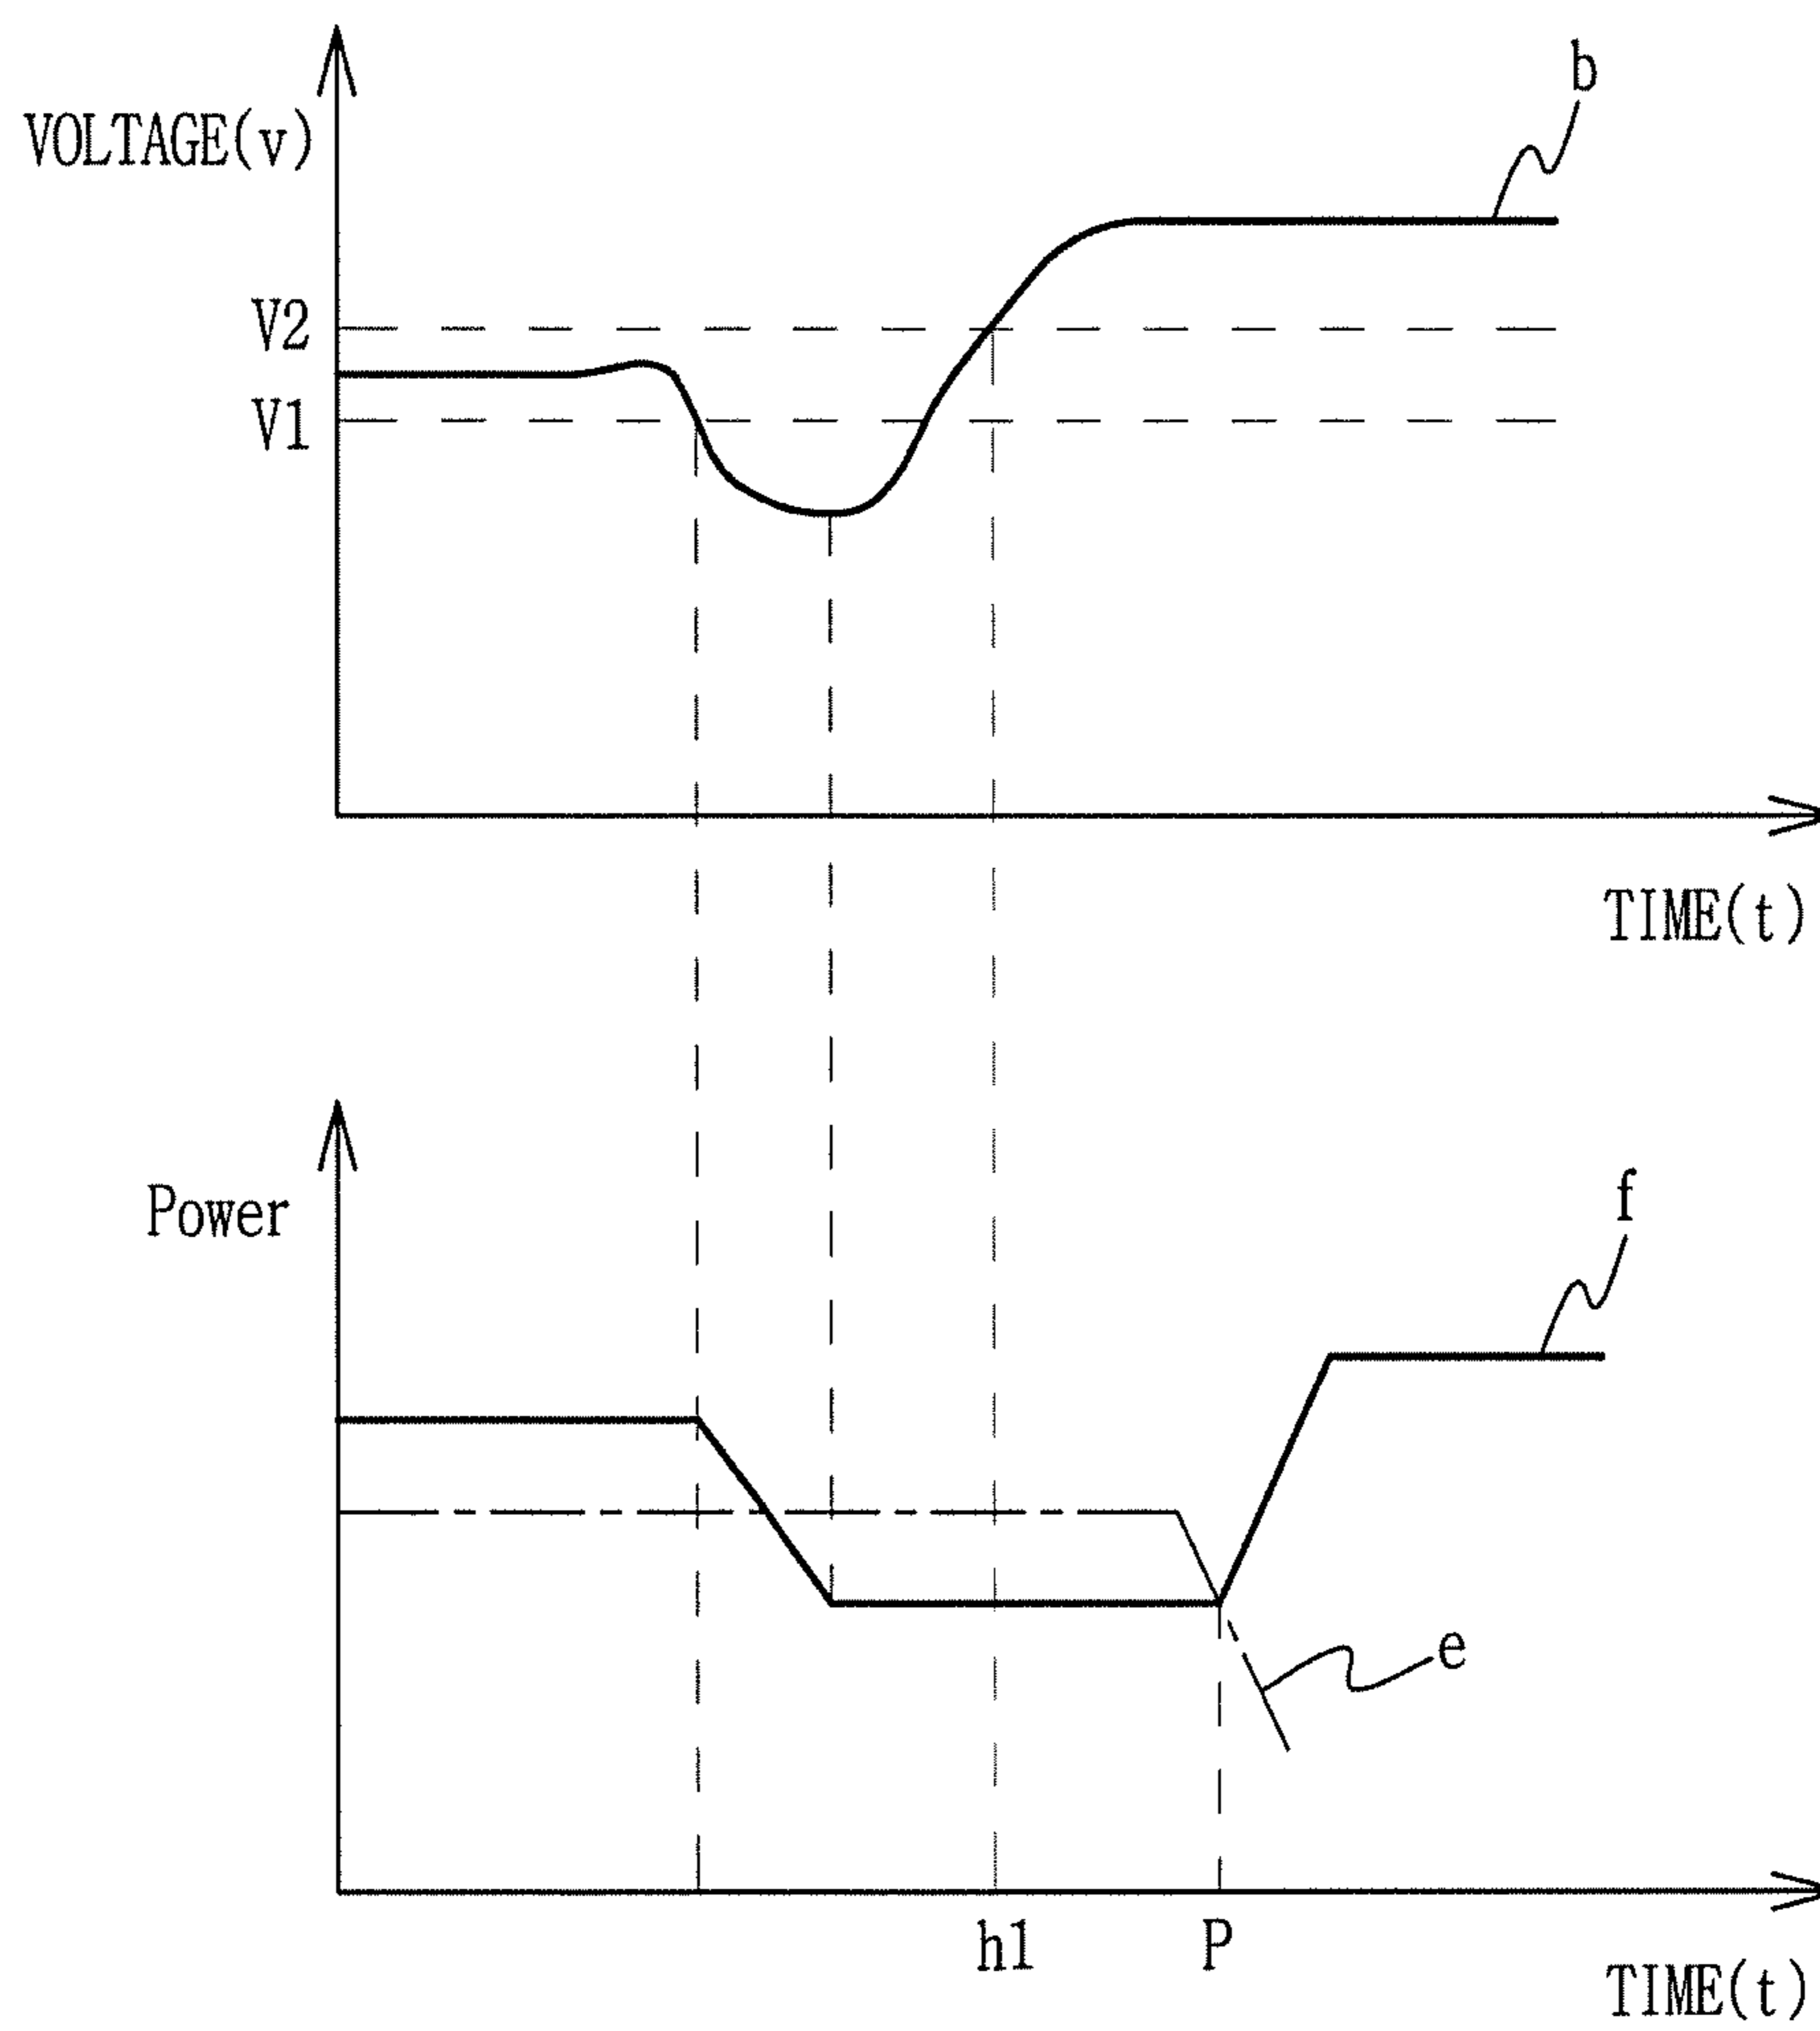 b
VOLTAGE(v)
V2
V1
TIME(t)
Power
f
e
h1
P
TIME(t)